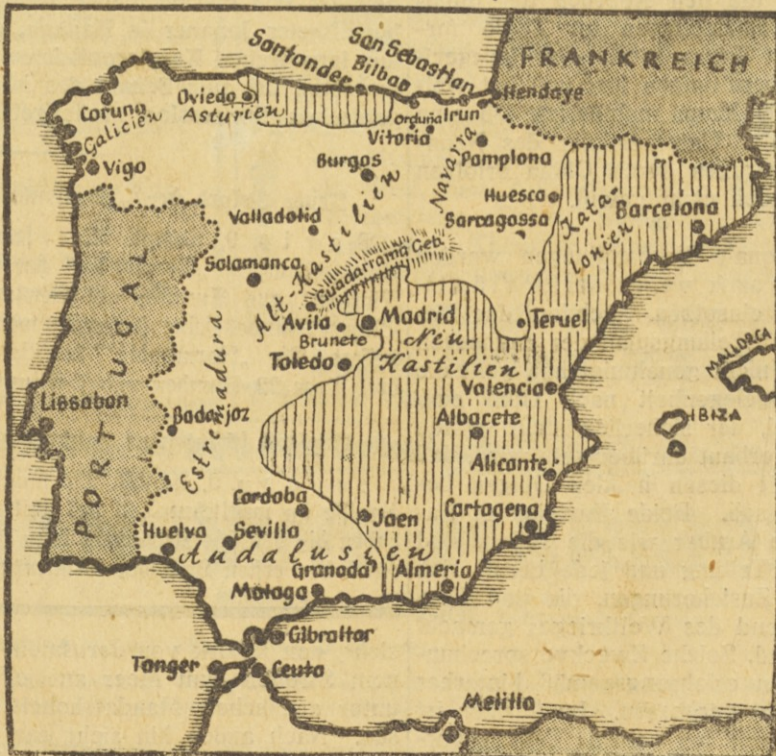 FRANKREICH
San Sebastian
Santander
Bilbao
Hendaye
Coruna
Oviedo
Asturien
Galicien
Orduña
Irun
Vitoria
Vigo
Burgos
Navarra
Pamplona
Huesca
Kata-
lonien
Barcelona
Valladolid
Sarcagossa
Alt-Kastilien
Guadarrama Geb.
Salamanca
PORTUGAL
Avila
Madrid
Teruel
Brunete
Neu-
Kastilien
Toledo
MALLORCA
Estremadura
Valencia
Lissabon
Badajoz
Albacete
IBIZA
Alicante
Cordoba
Jaen
Cartagena
Huelva
Sevilla
Andalusien
Granada
Almeria
Malaga
Gibraltar
Tanger
Ceuta
Melilla